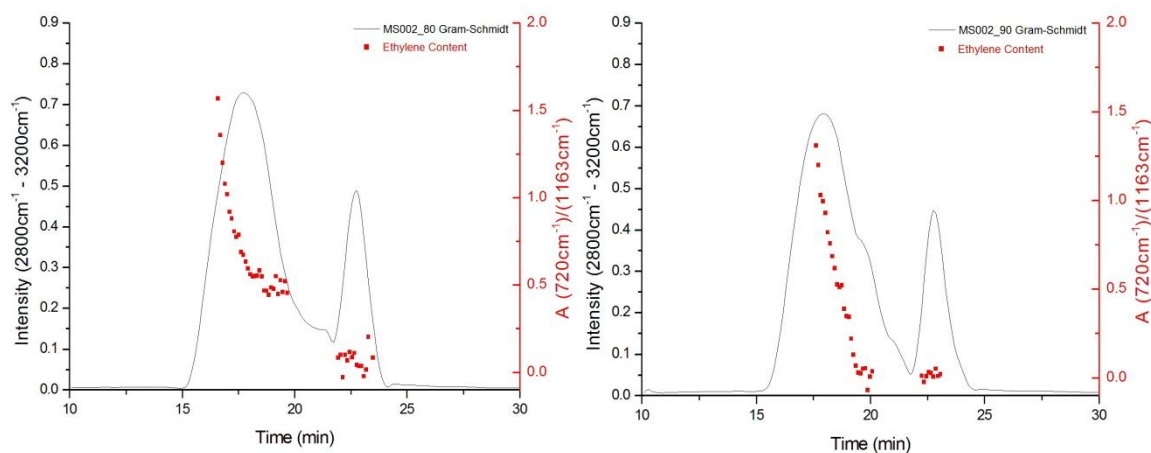 MS002_80 Gram-Schmidt
Ethylene Content
Intensity (2800cm⁻¹ - 3200cm⁻¹)
0.9
0.8
0.7
0.6
0.5
0.4
0.3
0.2
0.1
0.0
10 15 20 25 30
Time (min)
2.0
1.5
1.0
0.5
0.0
A (720cm⁻¹)/(1163cm⁻¹)
MS002_90 Gram-Schmidt
Ethylene Content
Intensity (2800cm⁻¹ - 3200cm⁻¹)
0.9
0.8
0.7
0.6
0.5
0.4
0.3
0.2
0.1
0.0
10 15 20 25 30
Time (min)
2.0
1.5
1.0
0.5
0.0
A (720cm⁻¹)/(1163cm⁻¹)